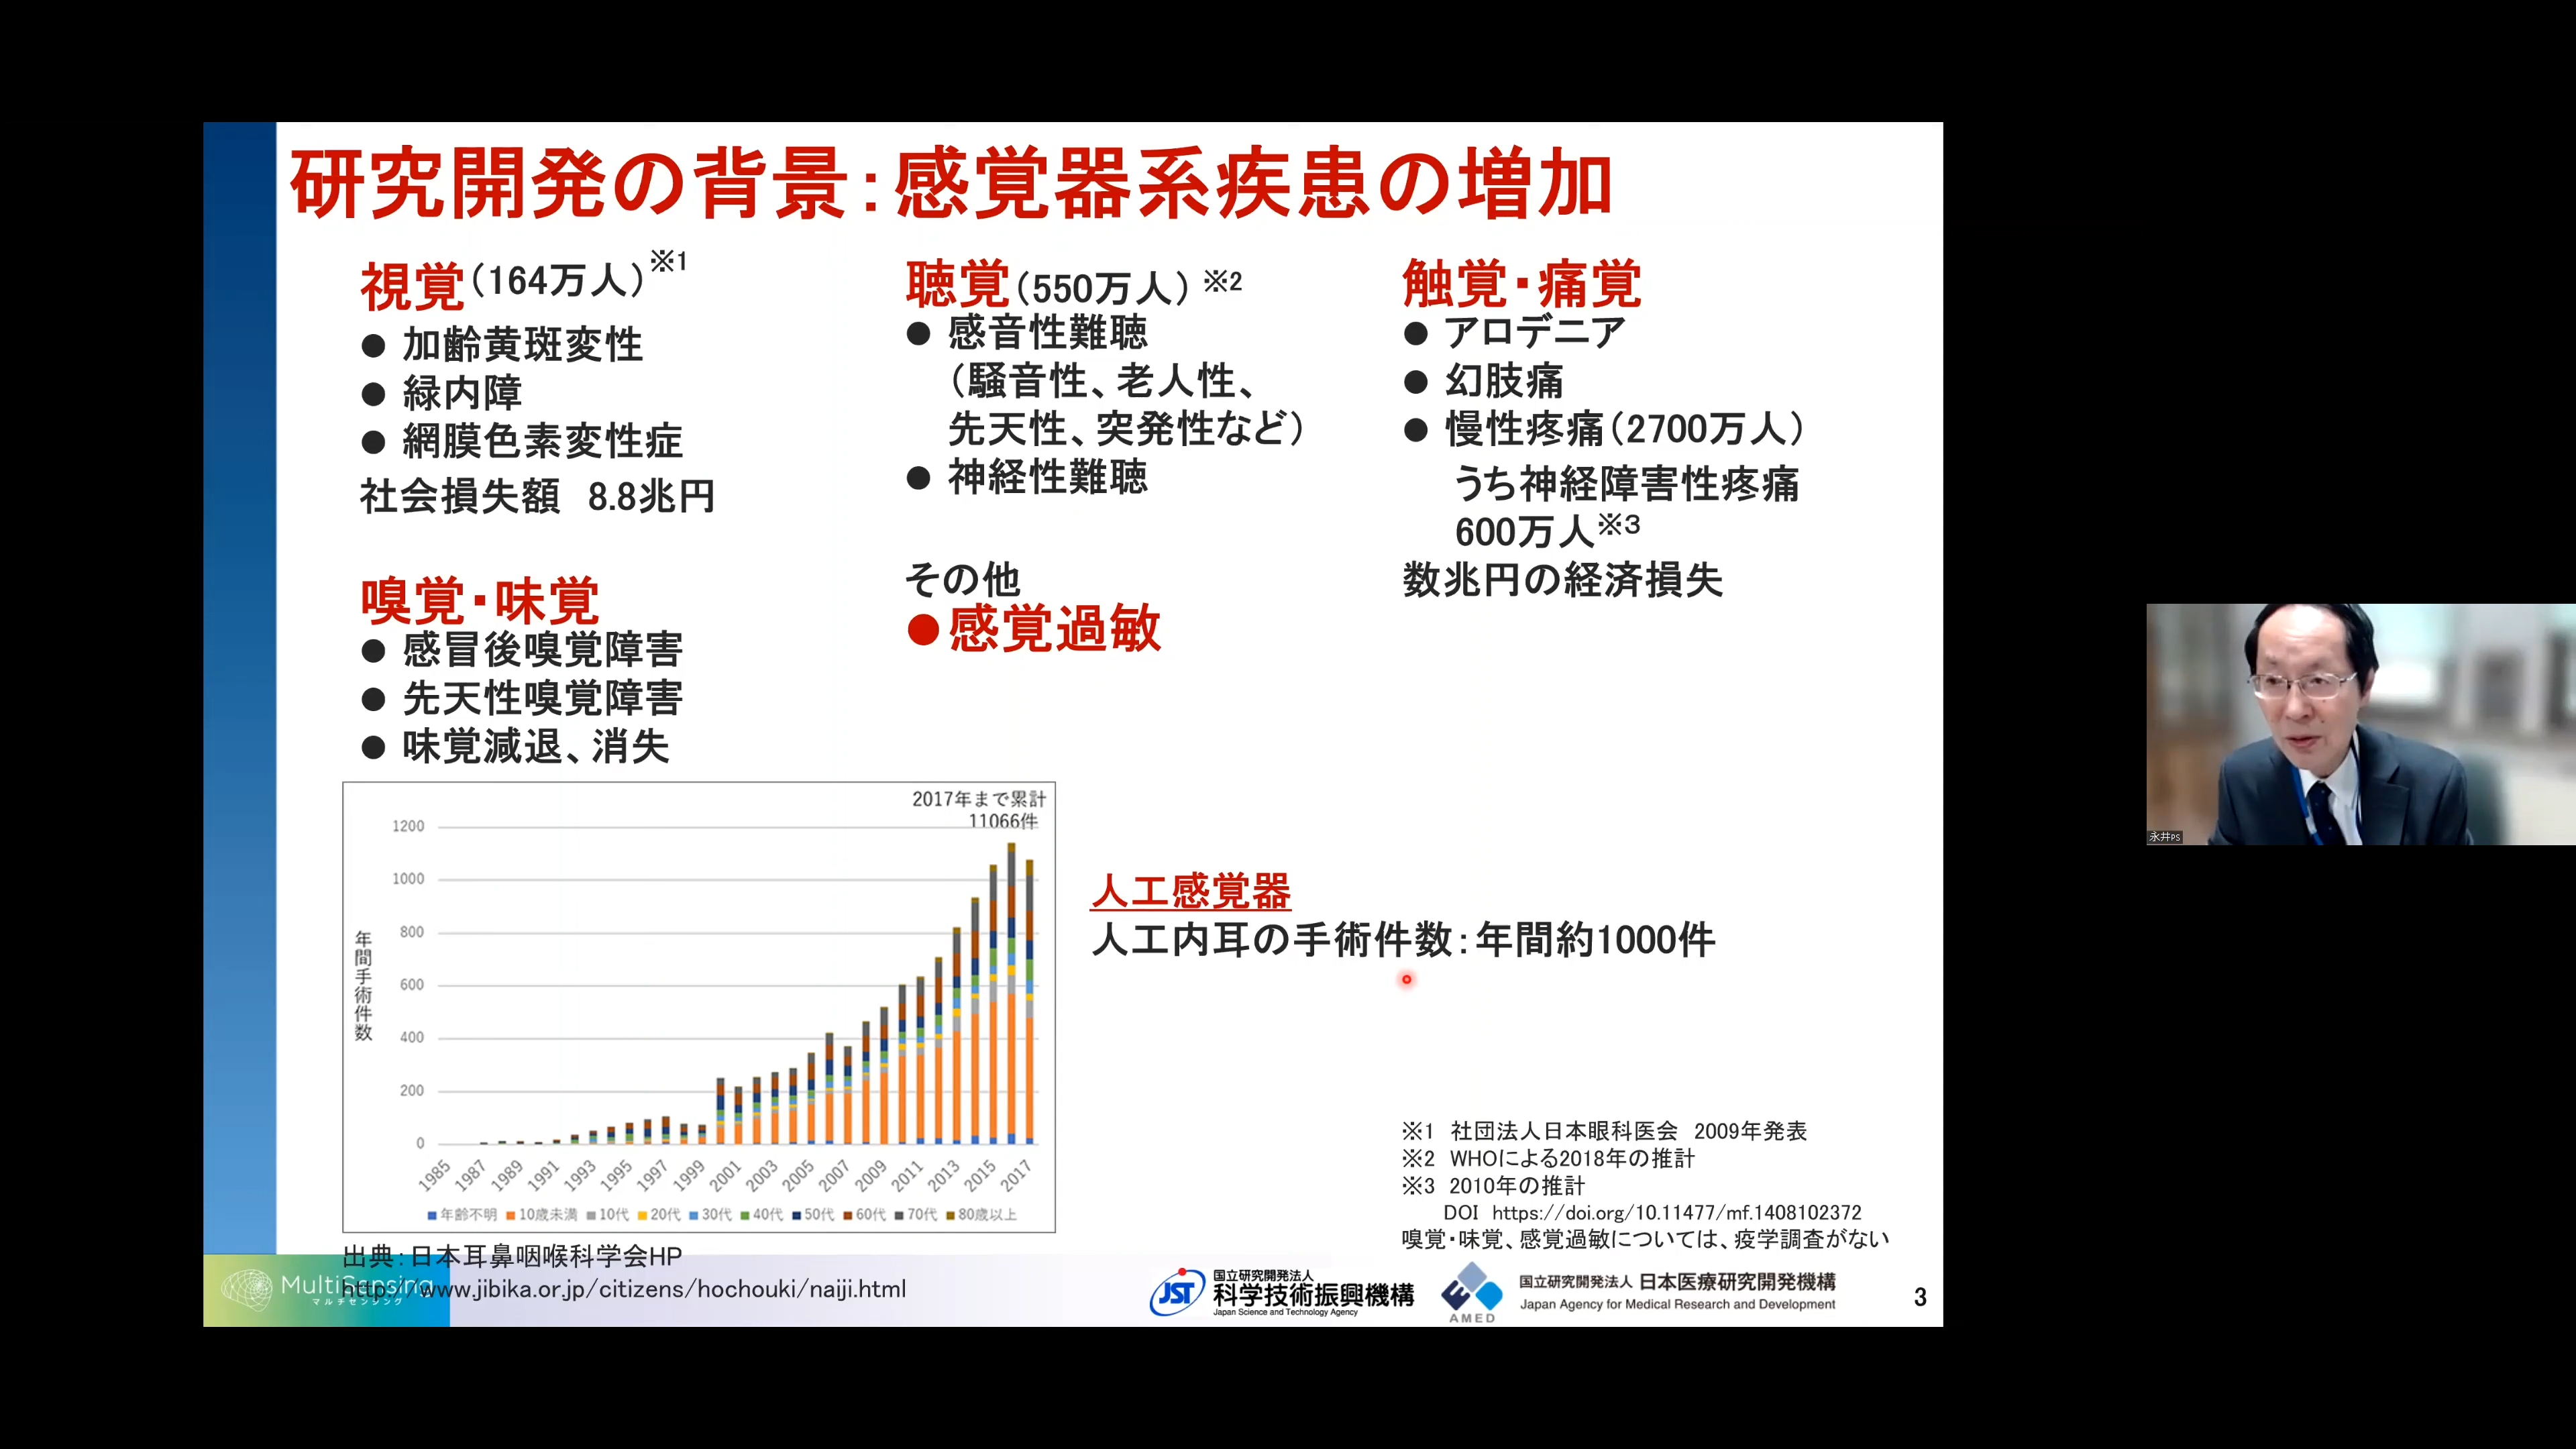 研究開発の背景：感覚器系疾患の増加
視覚（164万人）※1
● 加齢黄斑変性
● 緑内障
● 網膜色素変性症
社会損失額　8.8兆円
嗅覚・味覚
● 感冒後嗅覚障害
● 先天性嗅覚障害
● 味覚減退、消失
聴覚（550万人）※2
● 感音性難聴
（騒音性、老人性、
先天性、突発性など）
● 神経性難聴
その他
●感覚過敏
触覚・痛覚
● アロデニア
● 幻肢痛
● 慢性疼痛（2700万人）
うち神経障害性疼痛
600万人※3
数兆円の経済損失
2017年まで累計
11066件
年間手術件数
1200
1000
800
600
400
200
0
1985 1987 1989 1991 1993 1995 1997 1999 2001 2003 2005 2007 2009 2011 2013 2015 2017
■年齢不明 ■10歳未満 ■10代 ■20代 ■30代 ■40代 ■50代 ■60代 ■70代 ■80歳以上
人工感覚器
人工内耳の手術件数：年間約1000件
※1　社団法人日本眼科医会　2009年発表
※2　WHOによる2018年の推計
※3　2010年の推計
DOI　https://doi.org/10.11477/mf.1408102372
嗅覚・味覚、感覚過敏については、疫学調査がない
出典：日本耳鼻咽喉科学会HP
http://www.jibika.or.jp/citizens/hochouki/naiji.html
MultiSensing
マルチセンシング
JST
国立研究開発法人
科学技術振興機構
Japan Science and Technology Agency
AMED
国立研究開発法人 日本医療研究開発機構
Japan Agency for Medical Research and Development
3
永井PS